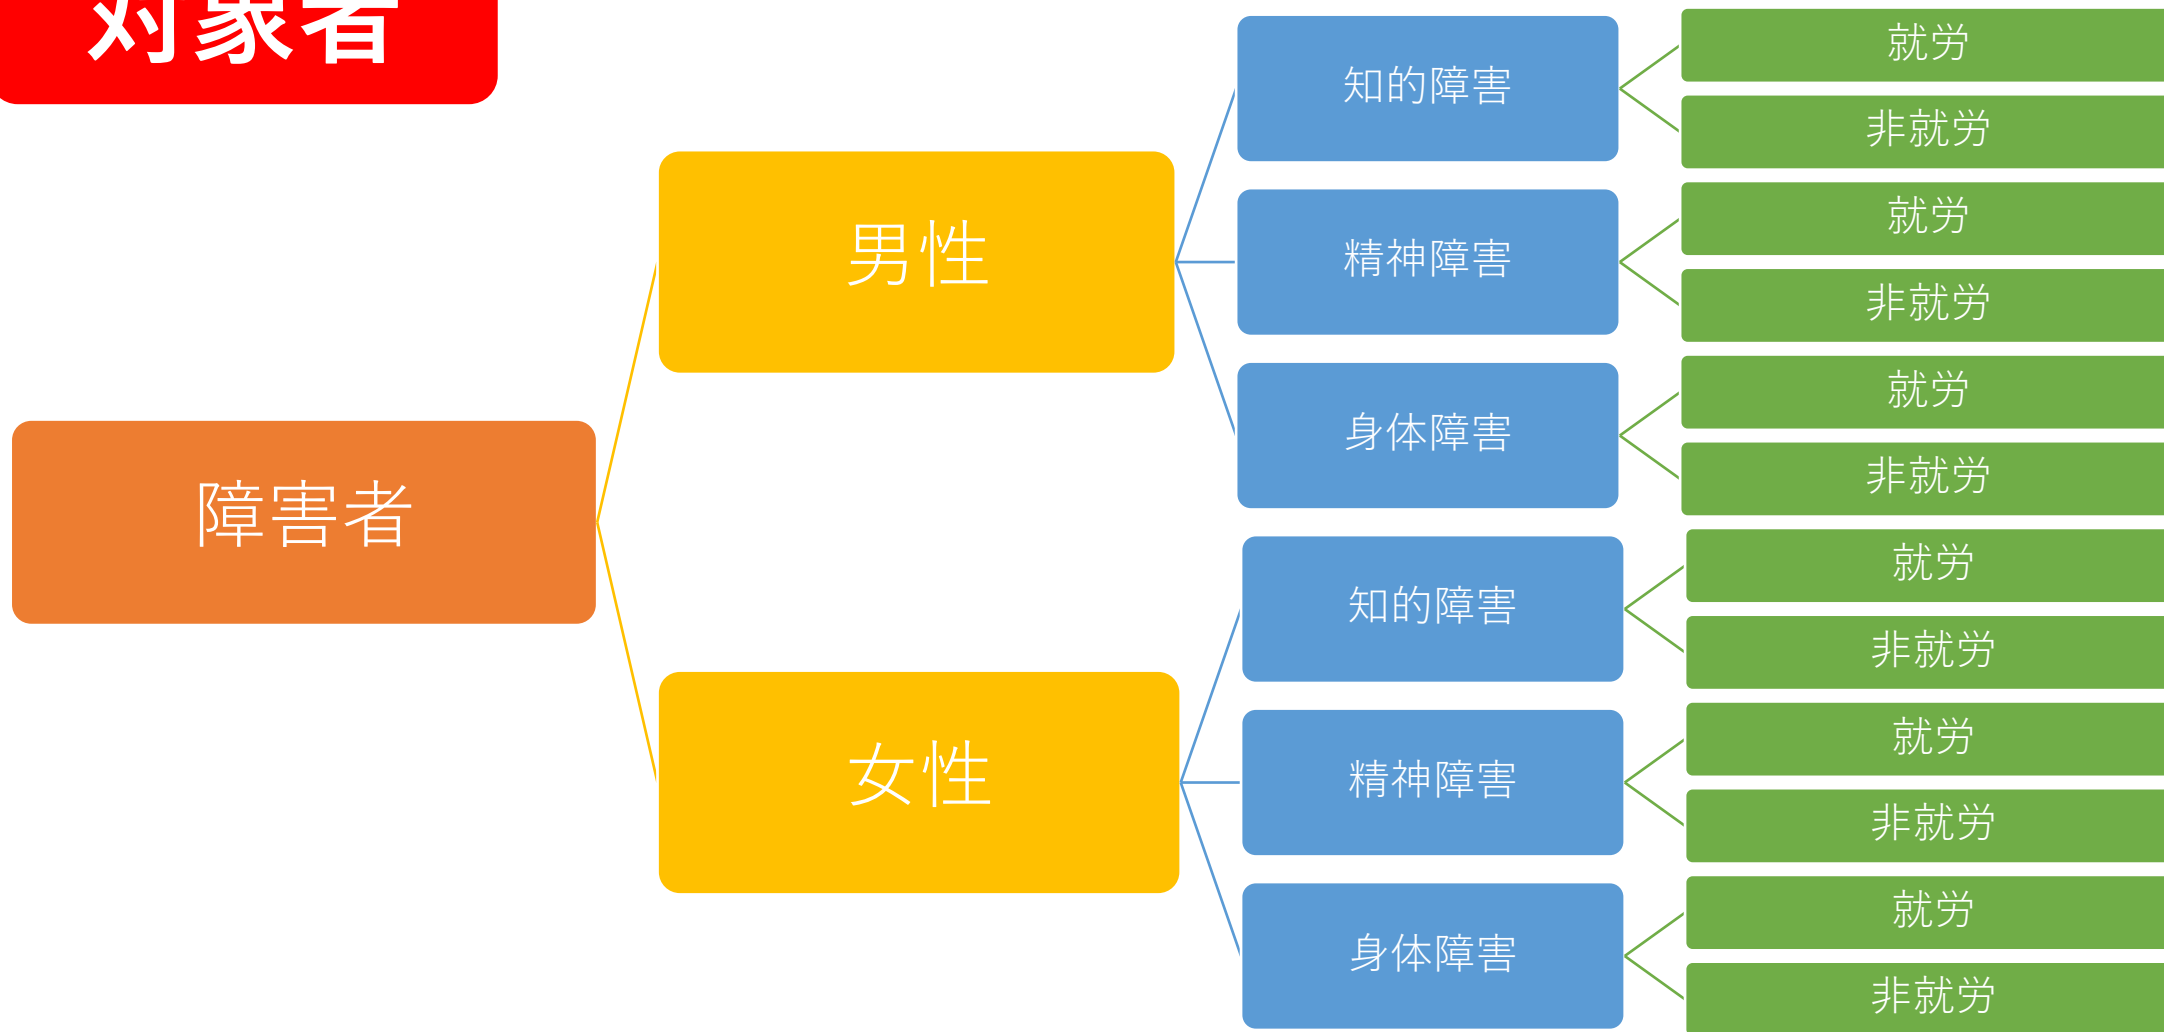 対象者
障害者
男性
知的障害
就労
非就労
精神障害
就労
非就労
身体障害
就労
非就労
女性
知的障害
就労
非就労
精神障害
就労
非就労
身体障害
就労
非就労